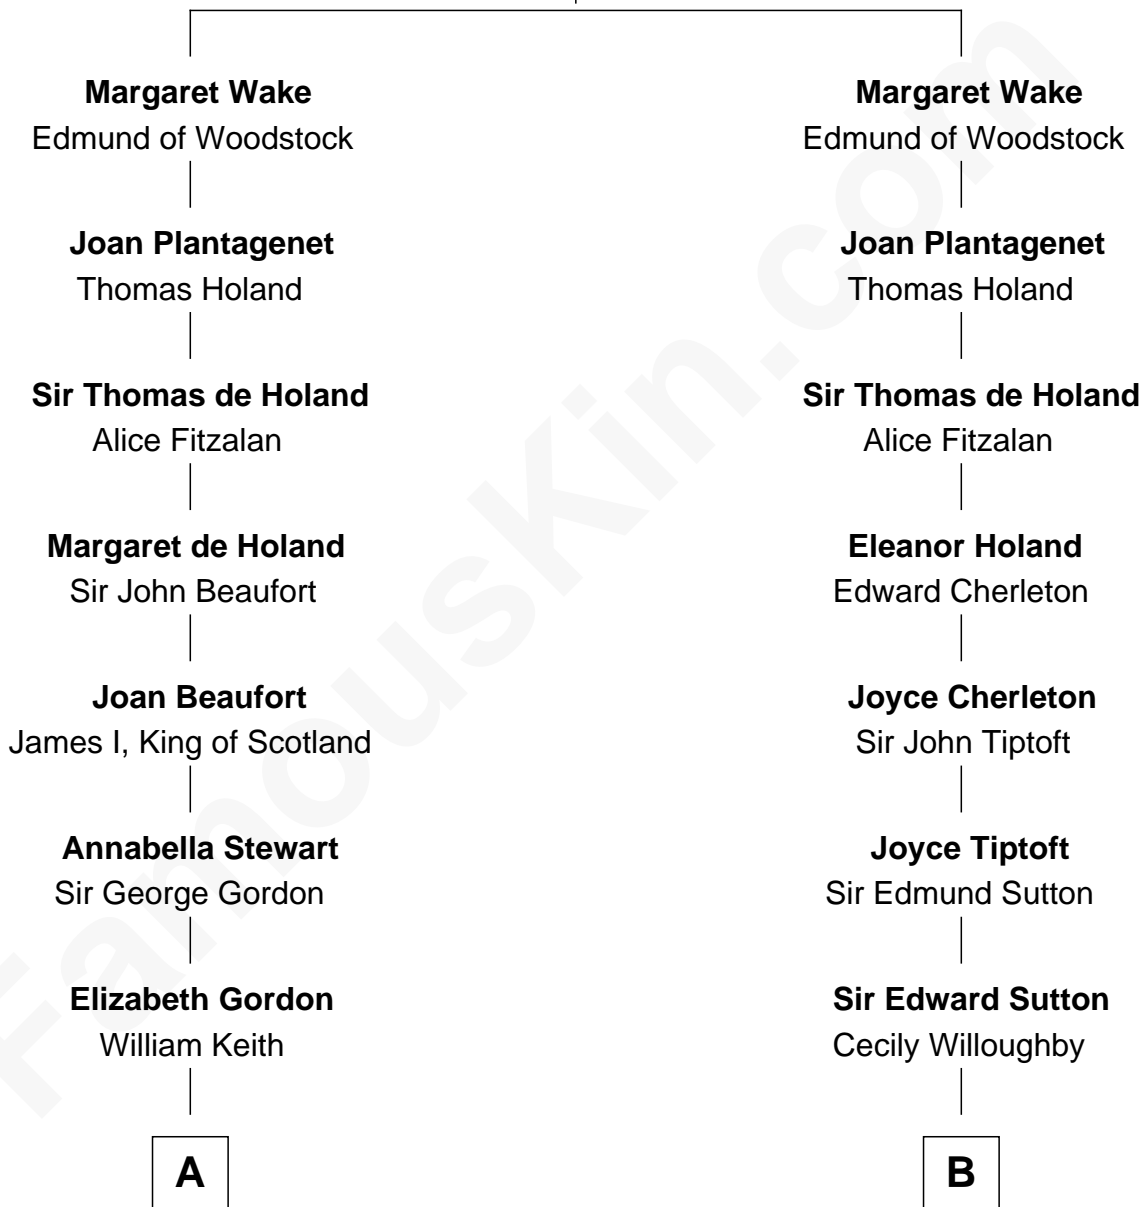 Margaret Wake
Edmund of Woodstock
Joan Plantagenet
Thomas Holand
Sir Thomas de Holand
Alice Fitzalan
Margaret de Holand
Sir John Beaufort
Joan Beaufort
James I, King of Scotland
Annabella Stewart
Sir George Gordon
Elizabeth Gordon
William Keith
A
Margaret Wake
Edmund of Woodstock
Joan Plantagenet
Thomas Holand
Sir Thomas de Holand
Alice Fitzalan
Eleanor Holand
Edward Cherleton
Joyce Cherleton
Sir John Tiptoft
Joyce Tiptoft
Sir Edmund Sutton
Sir Edward Sutton
Cecily Willoughby
B
FamousKin.com